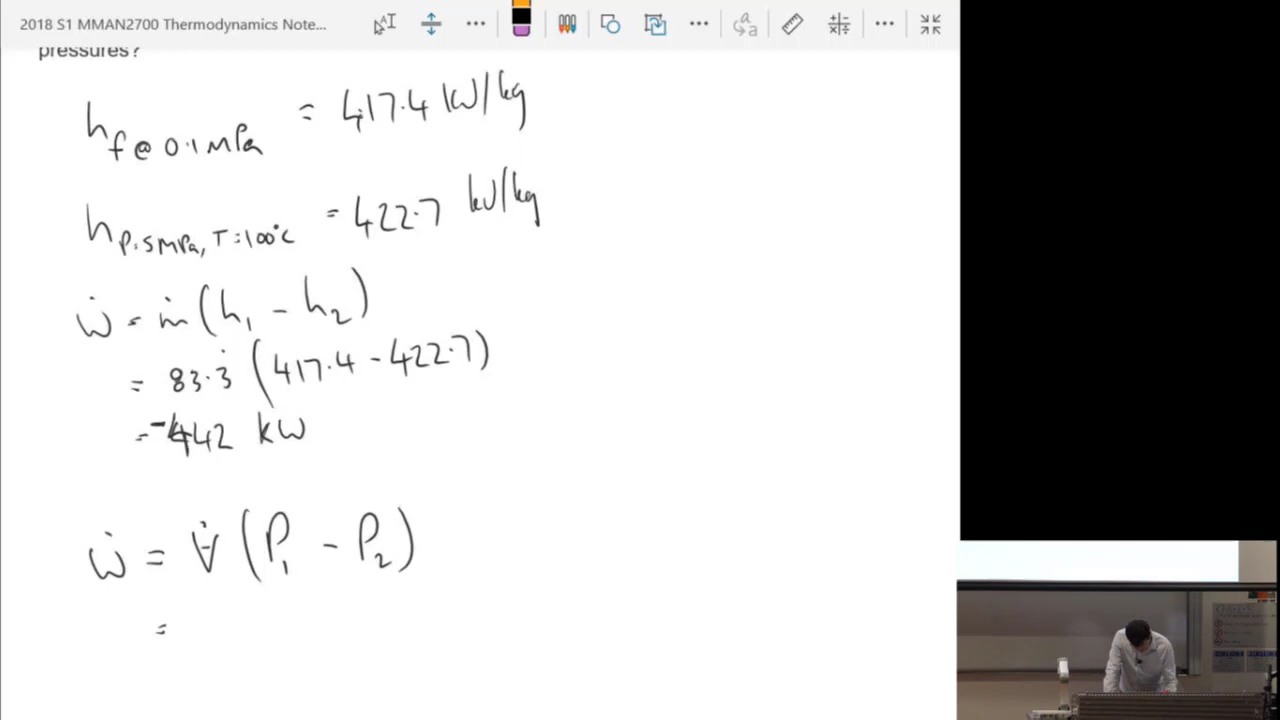 2018 S1 MMAN2700 Thermodynamics Note...
pressures?
h_f@0.1MPa = 417.4 kJ/kg
h_P=5MPa, T=100°C = 422.7 kJ/kg
Ẇ = ṁ(h₁ - h₂)
= 83.3̇ (417.4 - 422.7)
= -442 kW
Ẇ = V̶̇ (P₁ - P₂)
=